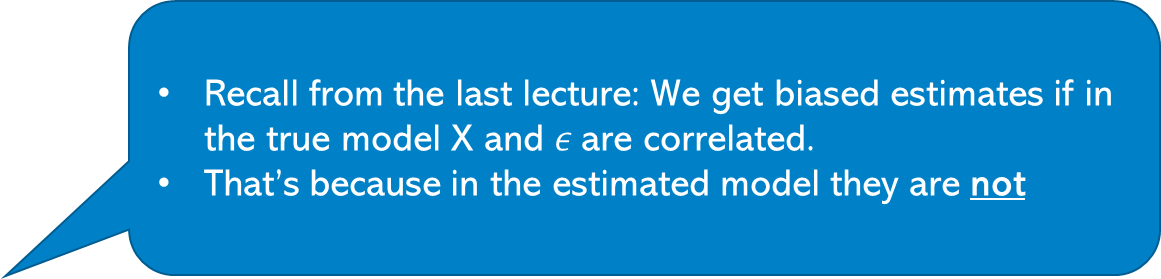 • Recall from the last lecture: We get biased estimates if in
the true model X and ϵ are correlated.
• That's because in the estimated model they are not